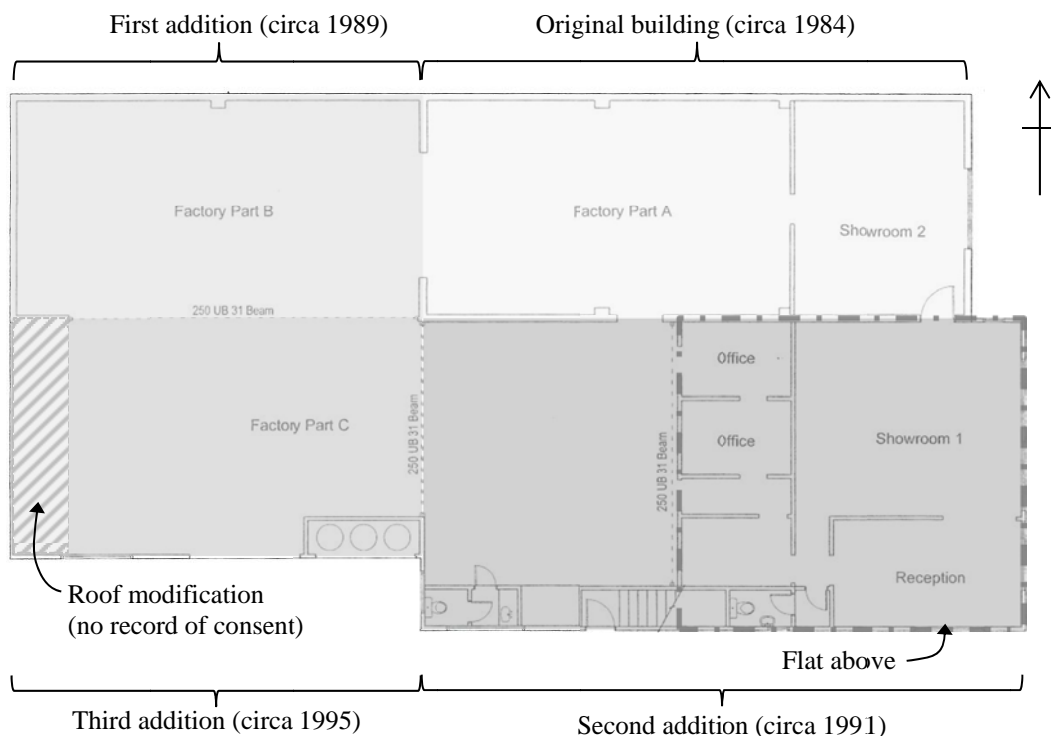 First addition (circa 1989)
Original building (circa 1984)
Factory Part B
Factory Part A
Showroom 2
250 UB 31 Beam
Office
Factory Part C
250 UB 31 Beam
250 UB 31 Beam
Office
Showroom 1
Reception
Roof modification
(no record of consent)
Flat above
Third addition (circa 1995)
Second addition (circa 1991)